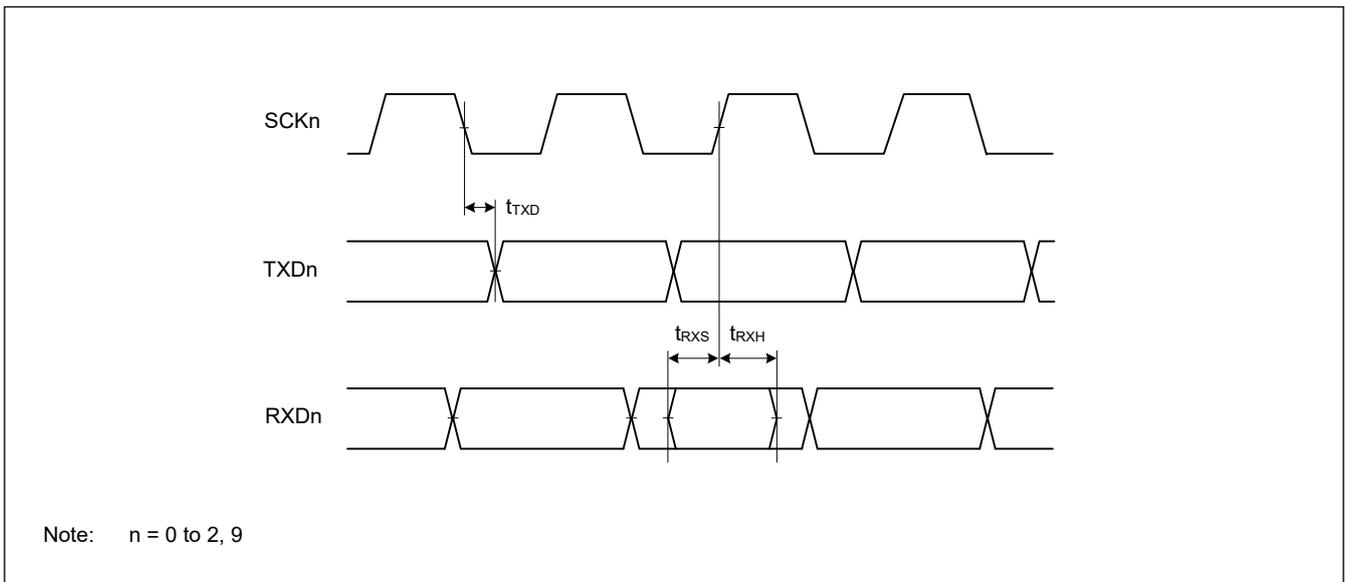 SCKn
tTXD
TXDn
tRXS tRXH
RXDn
Note: n = 0 to 2, 9